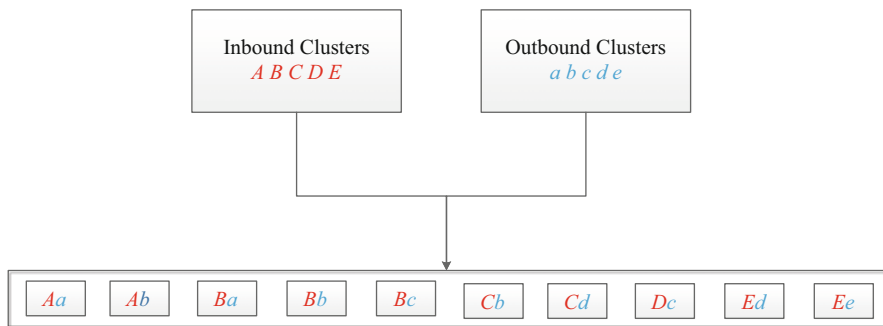 Inbound Clusters
A B C D E
Outbound Clusters
a b c d e
Aa Ab Ba Bb Bc Cb Cd Dc Ed Ee